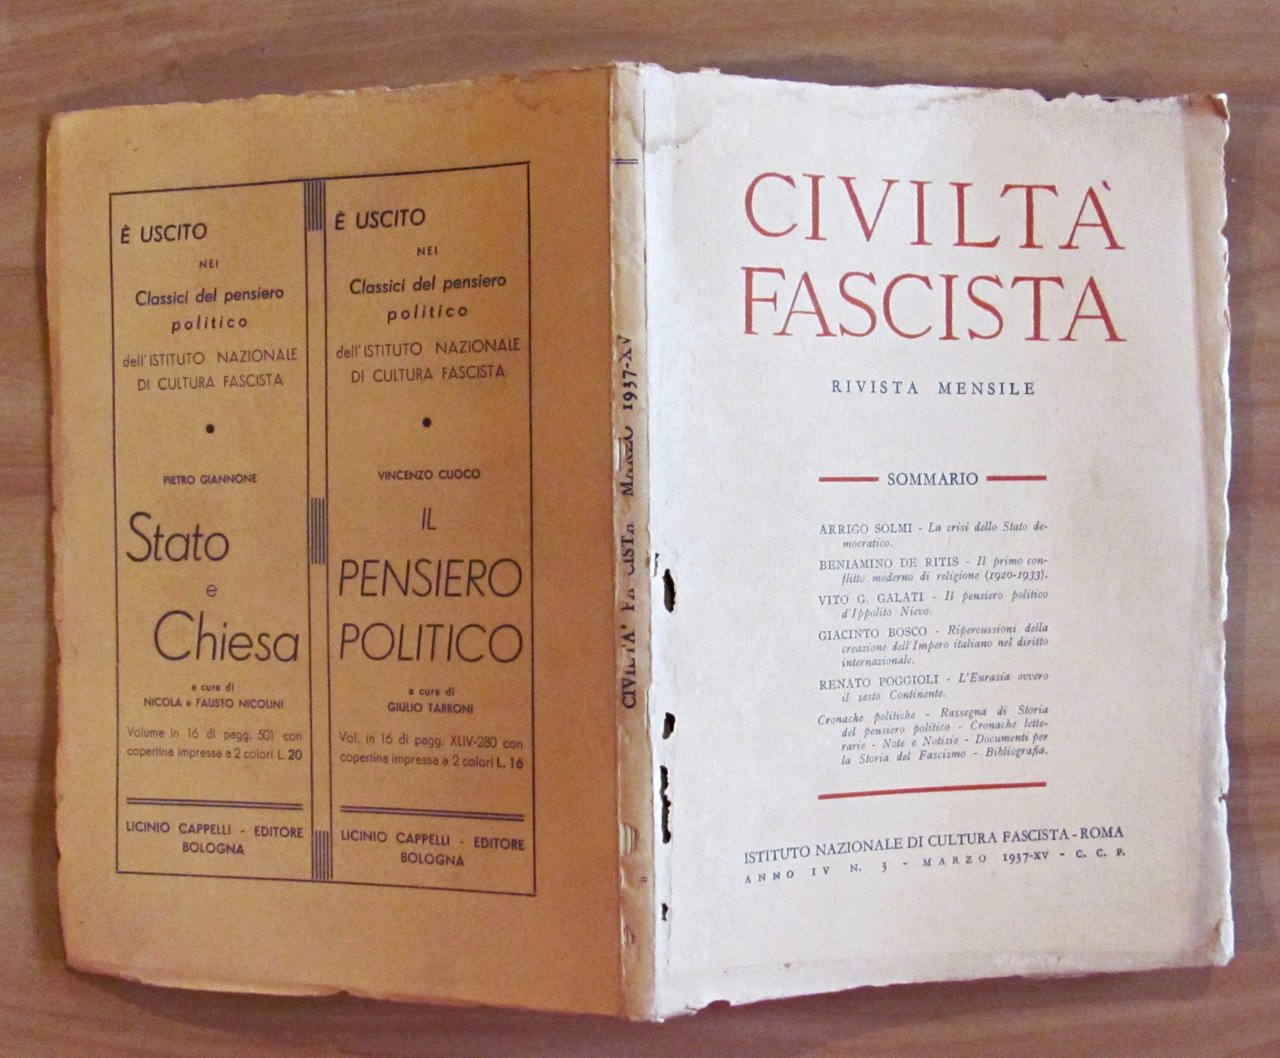 È USCITO
NEI
Classici del pensiero
politico
dell'ISTITUTO NAZIONALE
DI CULTURA FASCISTA
PIETRO GIANNONE
Stato
e
Chiesa
a cura di
NICOLA e FAUSTO NICOLINI
Volume in 16 di pagg. 501 con
copertina impressa a 2 colori L. 20
LICINIO CAPPELLI - EDITORE
BOLOGNA
È USCITO
NEI
Classici del pensiero
politico
dell'ISTITUTO NAZIONALE
DI CULTURA FASCISTA
VINCENZO CUOCO
IL
PENSIERO
POLITICO
a cura di
GIULIO TARRONI
Vol. in 16 di pagg. XLIV-280 con
copertina impressa a 2 colori L. 16
LICINIO CAPPELLI - EDITORE
BOLOGNA
CIVILTA' FASCISTA - MARZO 1937-XV
CIVILTÀ
FASCISTA
RIVISTA MENSILE
SOMMARIO
ARRIGO SOLMI - La crisi dello Stato de-
mocratico.
BENIAMINO DE RITIS - Il primo con-
flitto moderno di religione (1920-1933).
VITO G. GALATI - Il pensiero politico
d'Ippolito Nievo.
GIACINTO BOSCO - Ripercussioni della
creazione dell'Impero italiano nel diritto
internazionale.
RENATO POGGIOLI - L'Eurasia ovvero
il sesto Continente.
Cronache politiche - Rassegna di Storia
del pensiero politico - Cronache lette-
rarie - Note e Notizie - Documenti per
la Storia del Fascismo - Bibliografia.
ISTITUTO NAZIONALE DI CULTURA FASCISTA - ROMA
ANNO IV N. 3 - MARZO 1937-XV - C. C. P.